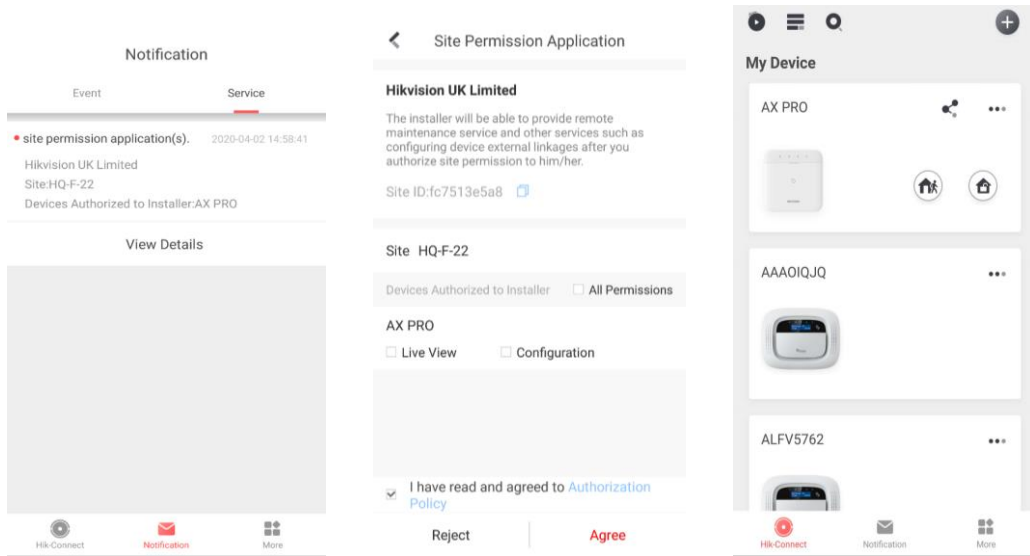 Notification
Event
Service
site permission application(s).
2020-04-02 14:58:41
Hikvision UK Limited
Site:HQ-F-22
Devices Authorized to Installer:AX PRO
View Details
Hik-Connect
Notification
More
Site Permission Application
Hikvision UK Limited
The installer will be able to provide remote
maintenance service and other services such as
configuring device external linkages after you
authorize site permission to him/her.
Site ID:fc7513e5a8
Site HQ-F-22
Devices Authorized to Installer
All Permissions
AX PRO
Live View
Configuration
I have read and agreed to Authorization
Policy
Reject
Agree
My Device
AX PRO
AAAOIQJQ
ALFV5762
Hik-Connect
Notification
More